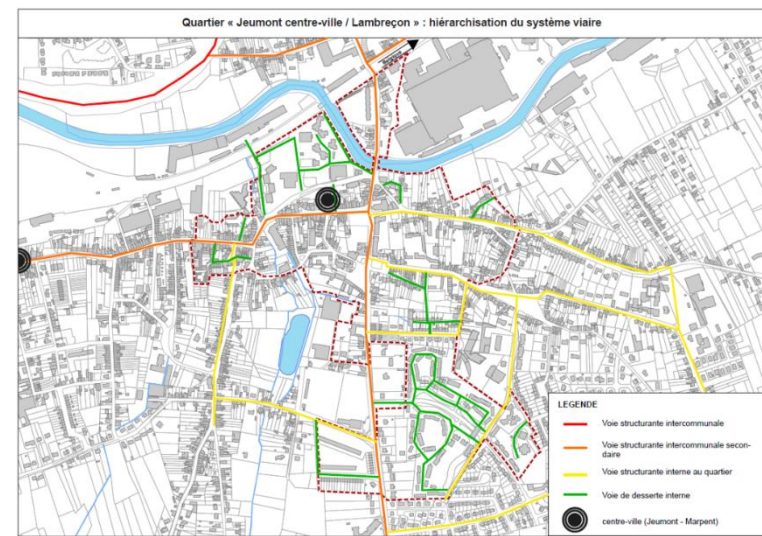 Quartier « Jeumont centre-ville / Lambreçon » : hiérarchisation du système viaire
LEGENDE
Voie structurante intercommunale
Voie structurante intercommunale secon-
daire
Voie structurante interne au quartier
Voie de desserte interne
centre-ville (Jeumont - Marpent)